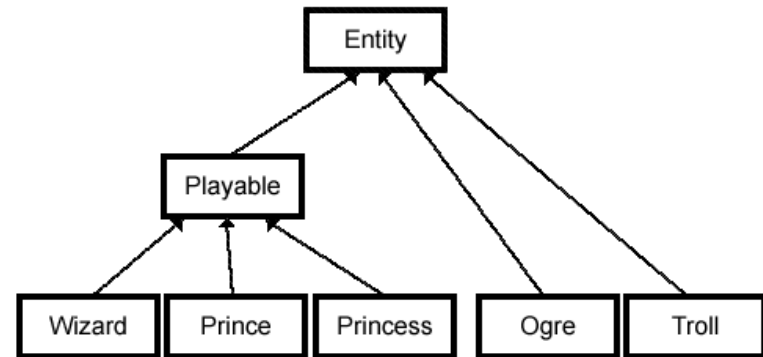 Entity
Playable
Wizard
Prince
Princess
Ogre
Troll